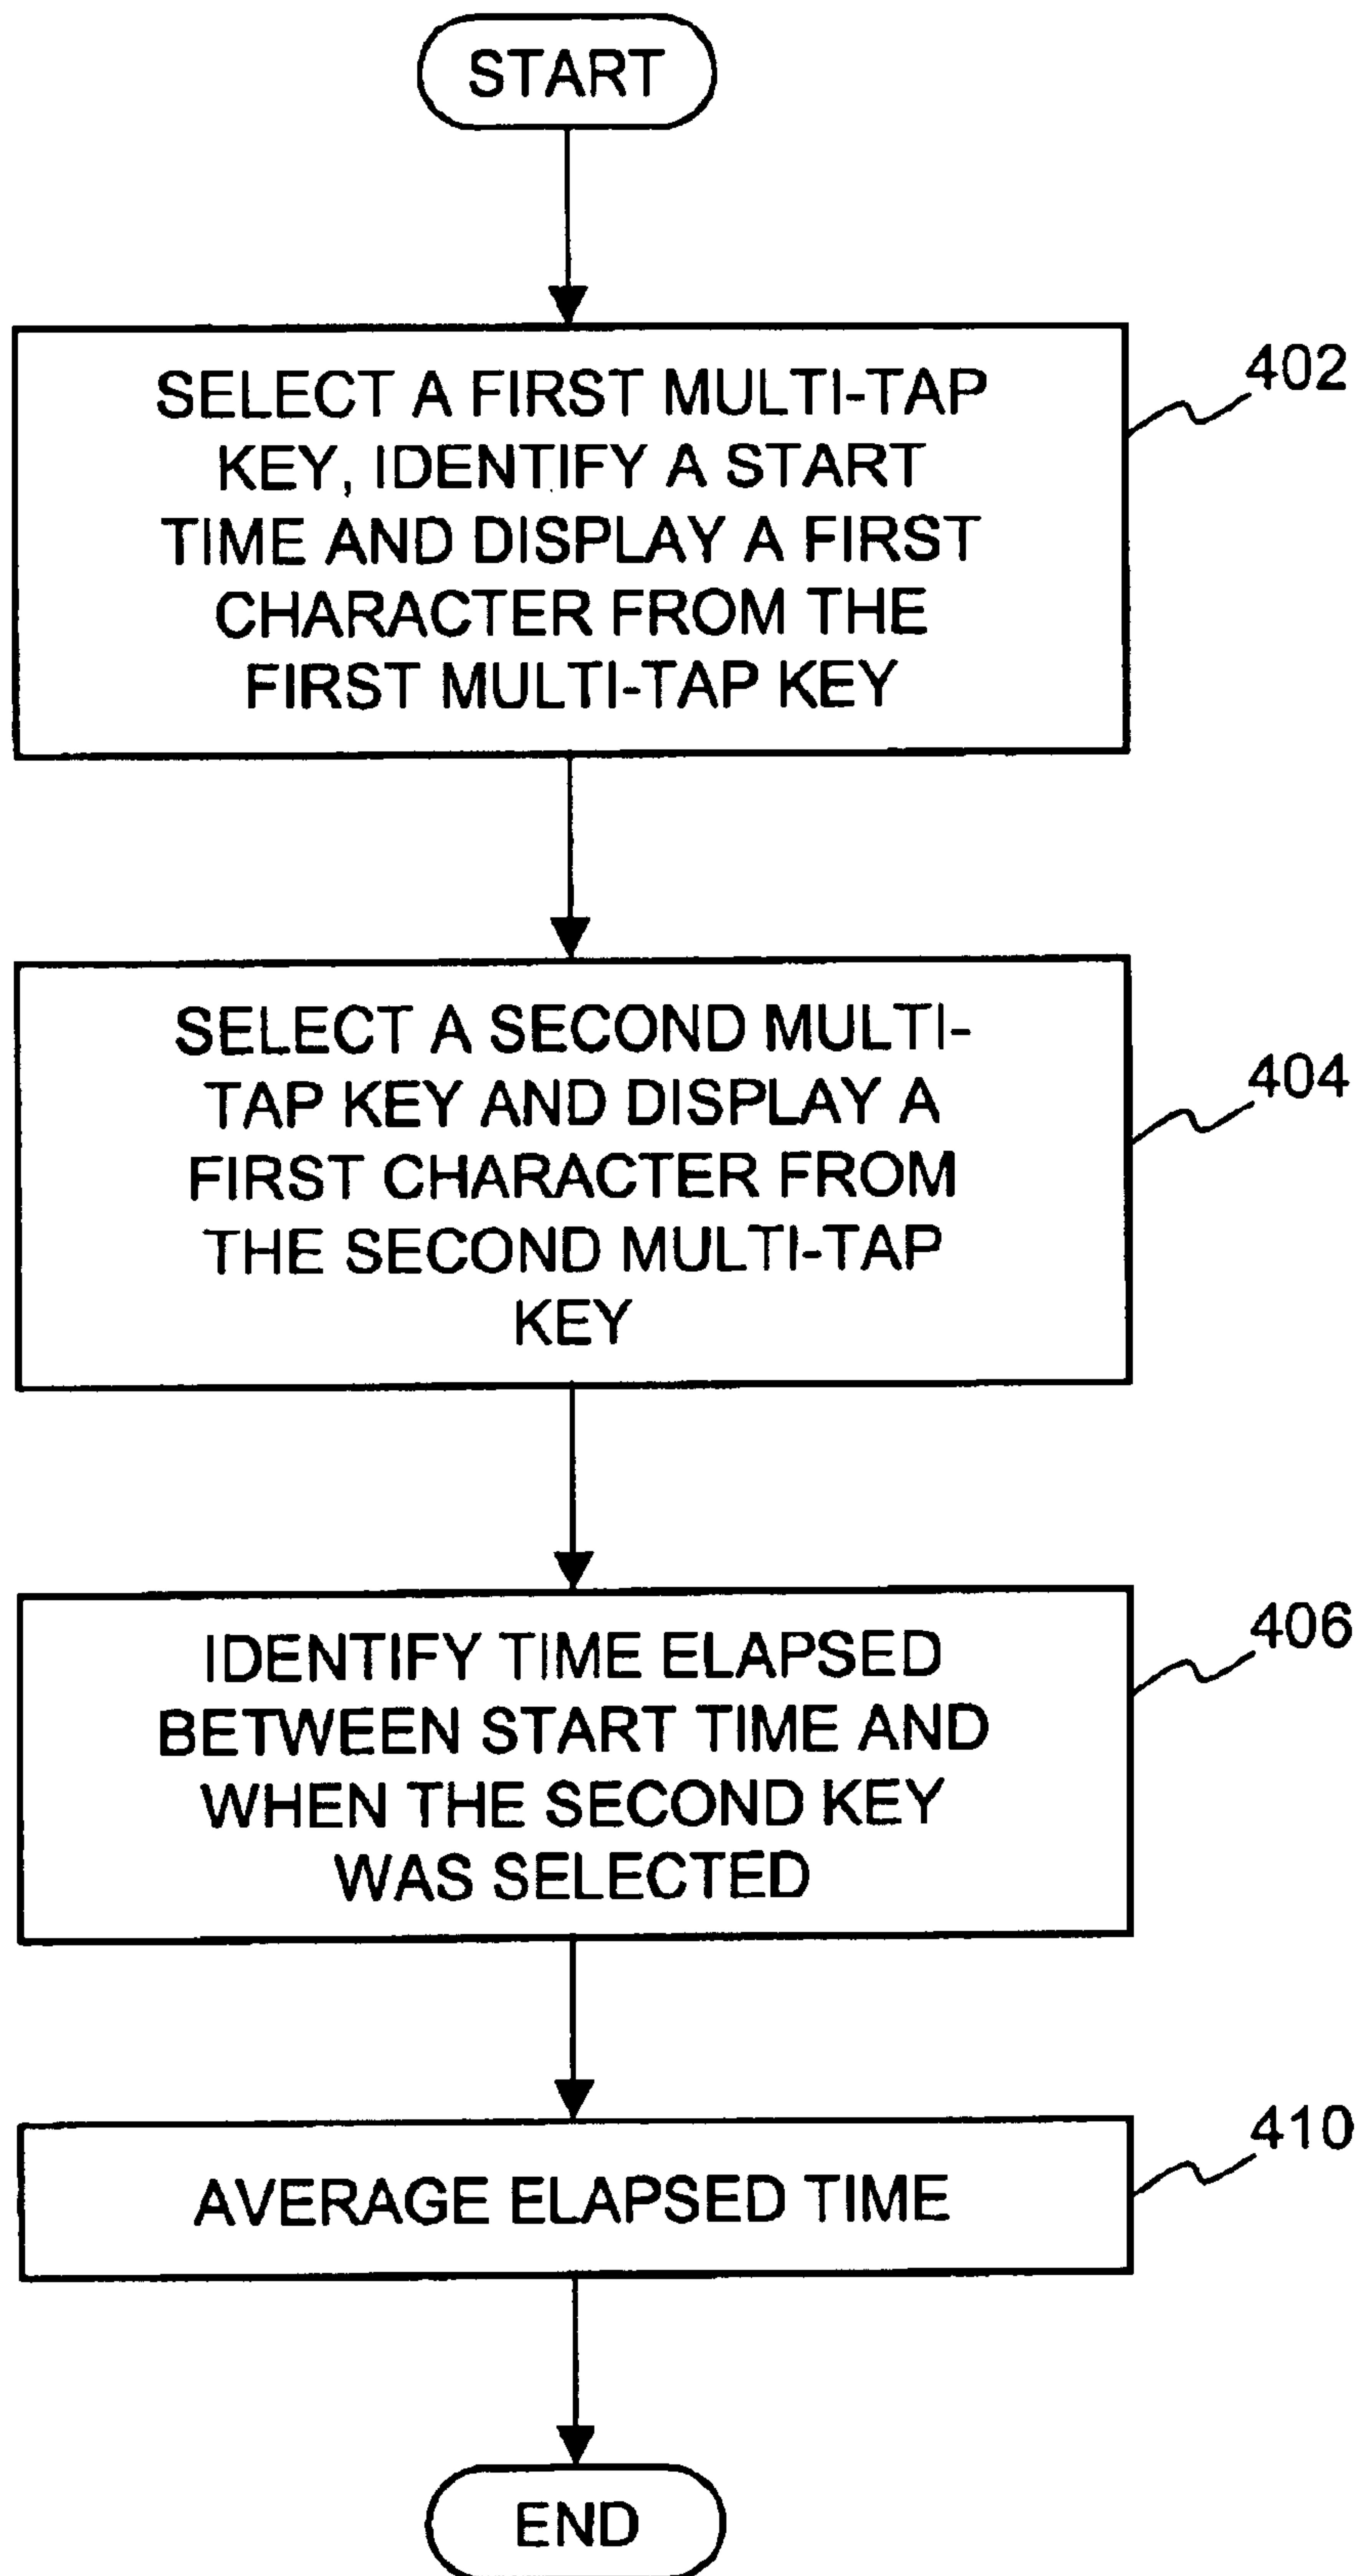 START
SELECT A FIRST MULTI-TAP
KEY, IDENTIFY A START
TIME AND DISPLAY A FIRST
CHARACTER FROM THE
FIRST MULTI-TAP KEY
402
SELECT A SECOND MULTI-
TAP KEY AND DISPLAY A
FIRST CHARACTER FROM
THE SECOND MULTI-TAP
KEY
404
IDENTIFY TIME ELAPSED
BETWEEN START TIME AND
WHEN THE SECOND KEY
WAS SELECTED
406
AVERAGE ELAPSED TIME
410
END